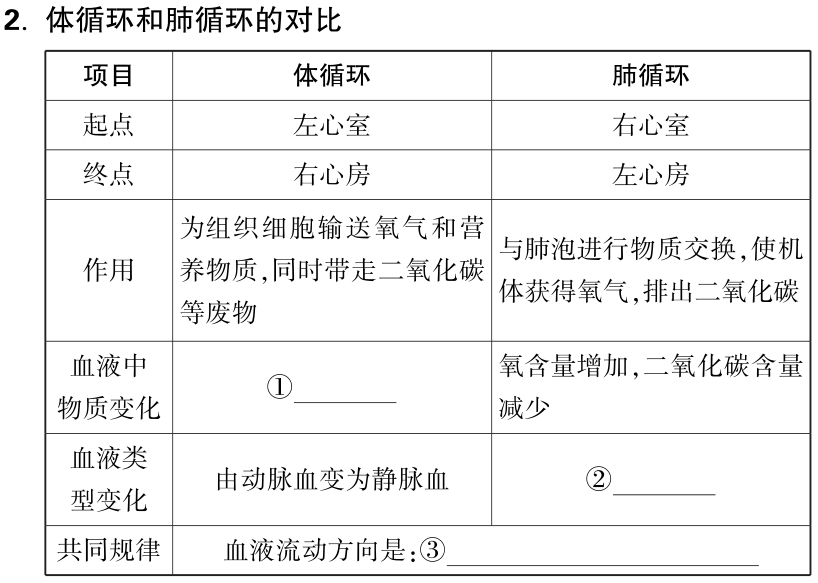 2. 体循环和肺循环的对比
项目 体循环 肺循环
起点 左心室 右心室
终点 右心房 左心房
作用
为组织细胞输送氧气和营
养物质,同时带走二氧化碳
等废物
与肺泡进行物质交换,使机
体获得氧气,排出二氧化碳
血液中
物质变化
①________
氧含量增加,二氧化碳含量
减少
血液类
型变化
由动脉血变为静脉血
②________
共同规律 血液流动方向是:③________________________